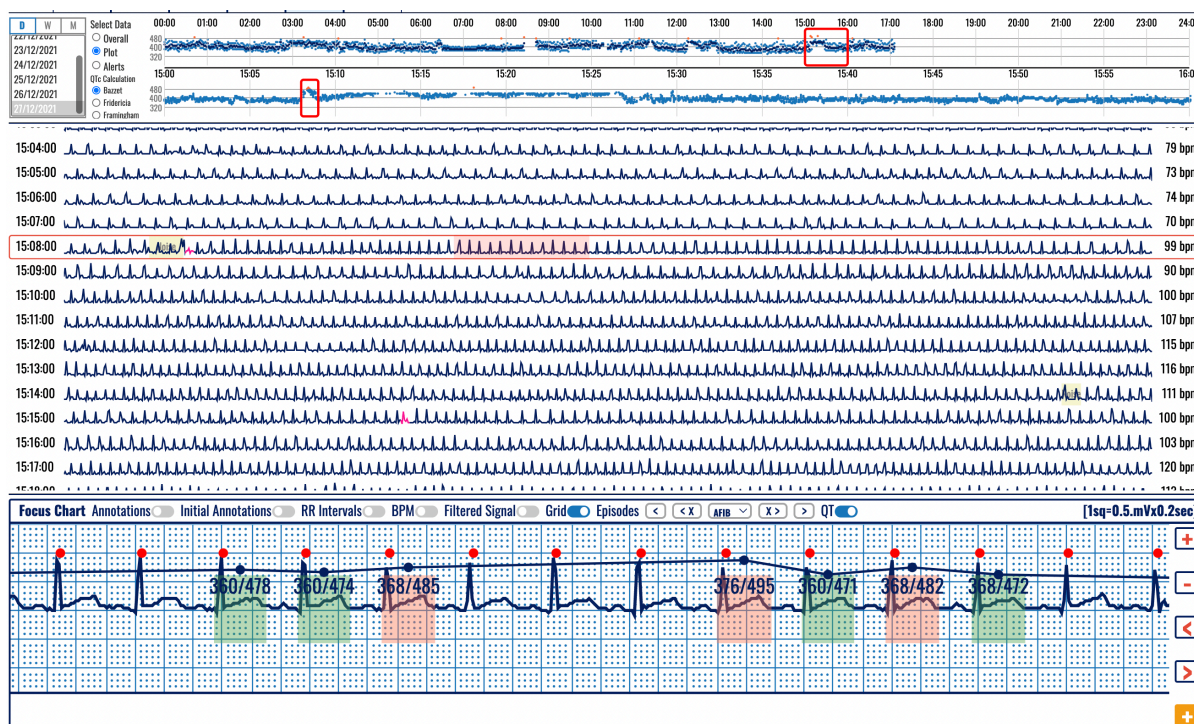 D W M Select Data
00:00 01:00 02:00 03:00 04:00 05:00 06:00 07:00 08:00 09:00 10:00 11:00 12:00 13:00 14:00 15:00 16:00 17:00 18:00 19:00 20:00 21:00 22:00 23:00 24:0
22/12/2021
23/12/2021
24/12/2021
25/12/2021
26/12/2021
27/12/2021
Overall
Plot
Alerts
QTc Calculation
Bazzet
Fridericia
Framingham
480
400
320
15:00 15:05 15:10 15:15 15:20 15:25 15:30 15:35 15:40 15:45 15:50 15:55 16:0
480
400
320
15:04:00 79 bpm
15:05:00 73 bpm
15:06:00 74 bpm
15:07:00 70 bpm
15:08:00 Noise 99 bpm
15:09:00 90 bpm
15:10:00 100 bpm
15:11:00 107 bpm
15:12:00 115 bpm
15:13:00 116 bpm
15:14:00 Noise 111 bpm
15:15:00 100 bpm
15:16:00 103 bpm
15:17:00 120 bpm
Focus Chart Annotations Initial Annotations RR Intervals BPM Filtered Signal Grid Episodes < < X AFIB X > > QT [1sq=0.5.mVx0.2sec]
360/478 360/474 368/485 376/495 360/471 368/482 368/472
+
-
<
>
+